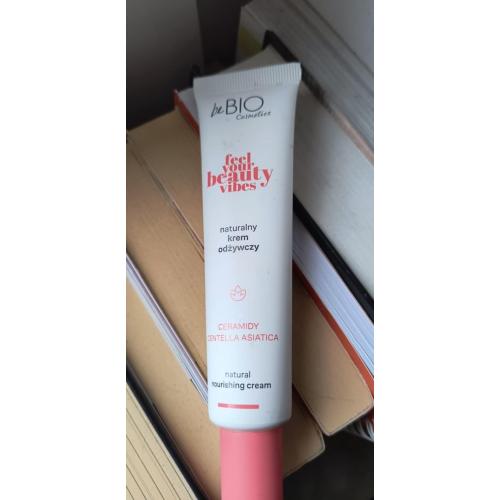 beBIO
Cosmetics
feel
your
beauty
vibes
naturalny
krem
odżywczy
CERAMIDY
CENTELLA ASIATICA
natural
nourishing cream